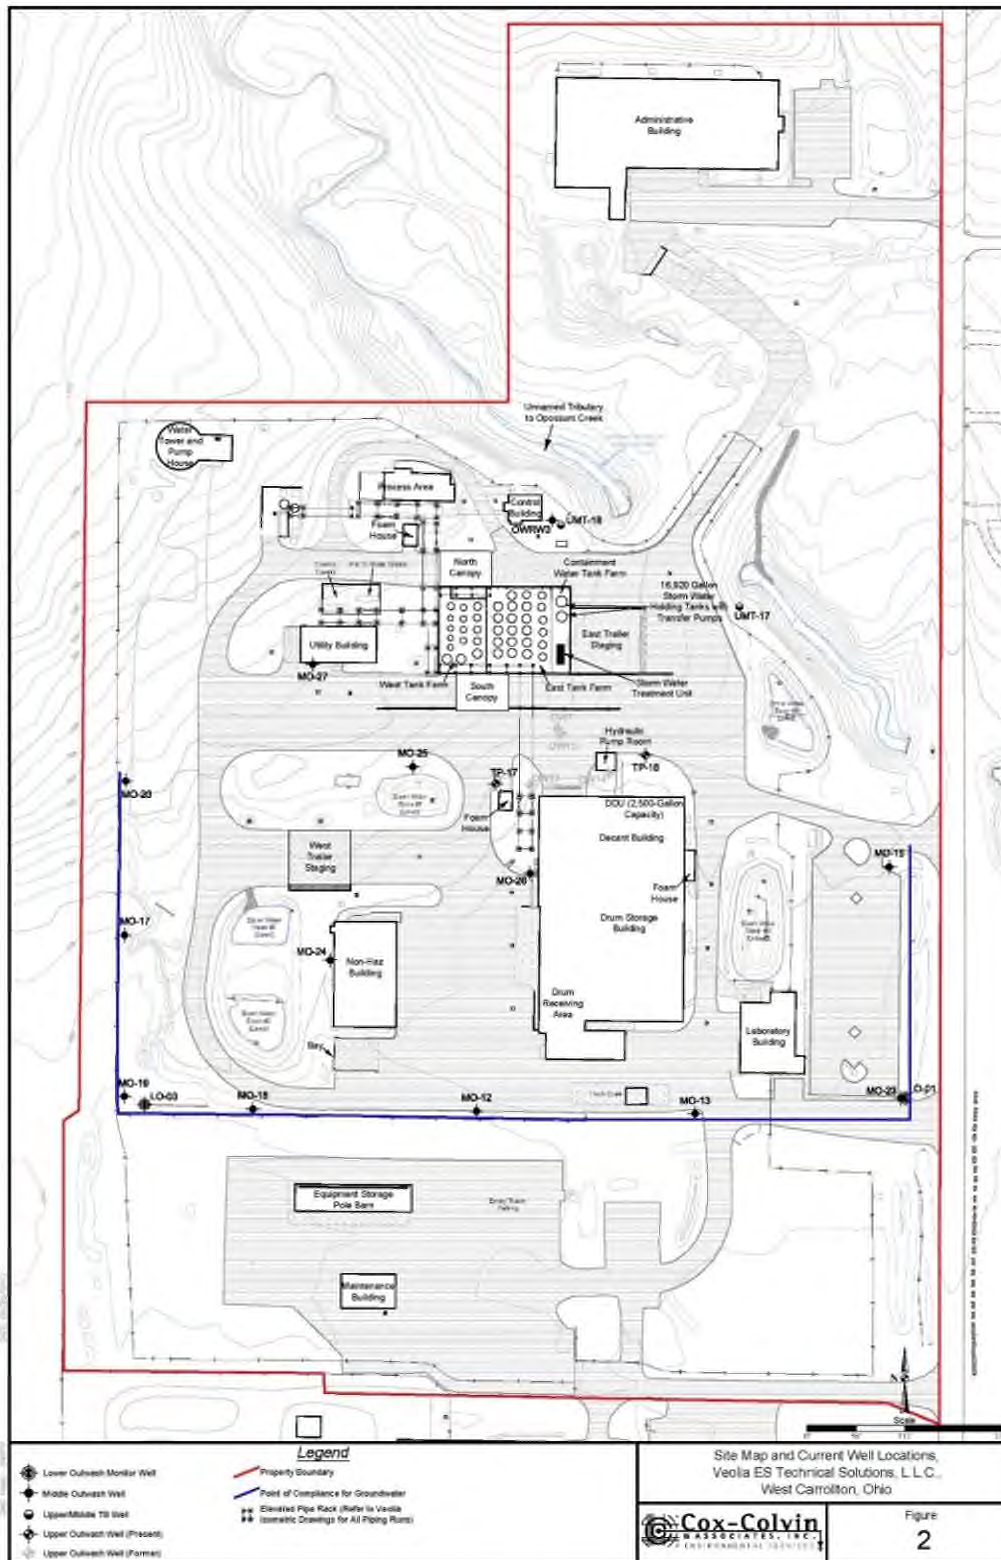 Administrative
Building
Unnamed Tributary
to Opossum Creek
Water
Tower and
Pump
House
Process Area
Control
Building
OWRW3
UMT-18
Foam
House
North
Canopy
Containment
Water Tank Farm
16,920 Gallon
Storm Water
Holding Tanks w/
Transfer Pumps
UMT-17
East Trailer
Staging
Utility Building
MO-27
West Tank Farm
South
Canopy
East Tank Farm
Storm Water
Treatment Unit
Hydraulic
Pump Room
MO-25
TP-17
TP-18
MO-20
Foam
House
DOU (2,500-Gallon
Capacity)
Decant Building
West
Trailer
Staging
MO-26
MO-15
Foam
House
Drum Storage
Building
MO-17
MO-24
Non-Haz
Building
Drum
Receiving
Area
Laboratory
Building
Bay
MO-19
LO-03
MO-18
MO-12
MO-13
MO-23
LO-01
Equipment Storage
Pole Barn
Maintenance
Building
N
Scale
Legend
Lower Outwash Monitor Well
Middle Outwash Well
Upper/Middle Till Well
Upper Outwash Well (Present)
Upper Outwash Well (Former)
Property Boundary
Point of Compliance for Groundwater
Elevated Pipe Rack (Refer to Veolia
Isometric Drawings for All Piping Runs)
Site Map and Current Well Locations,
Veolia ES Technical Solutions, L.L.C.,
West Carrollton, Ohio
Cox-Colvin
& ASSOCIATES, INC.
ENVIRONMENTAL SERVICES
Figure
2